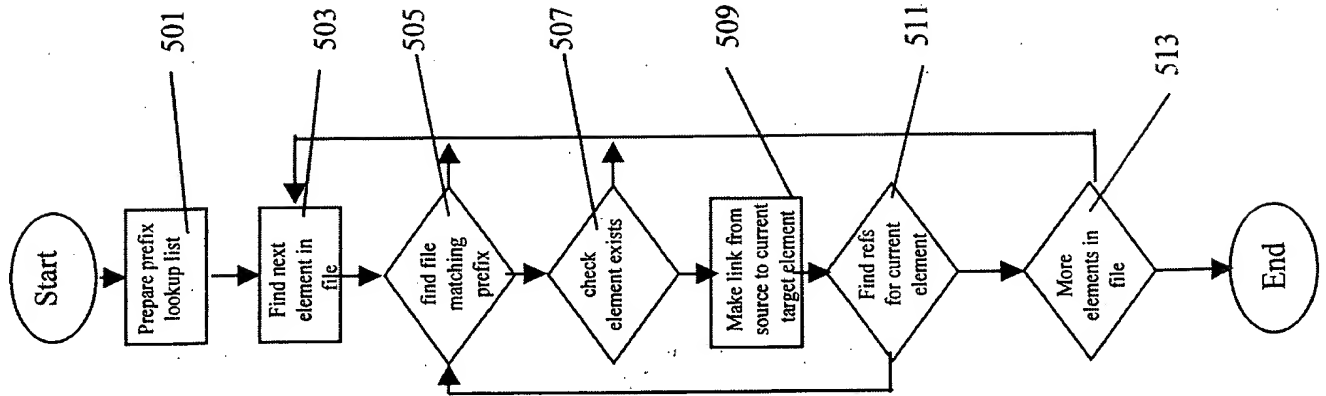 Start
Prepare prefix
lookup list
501
Find next
element in
file
503
find file
matching
prefix
505
check
element exists
507
Make link from
source to current
target element
509
Find refs
for current
element
511
More
elements in
file
513
End